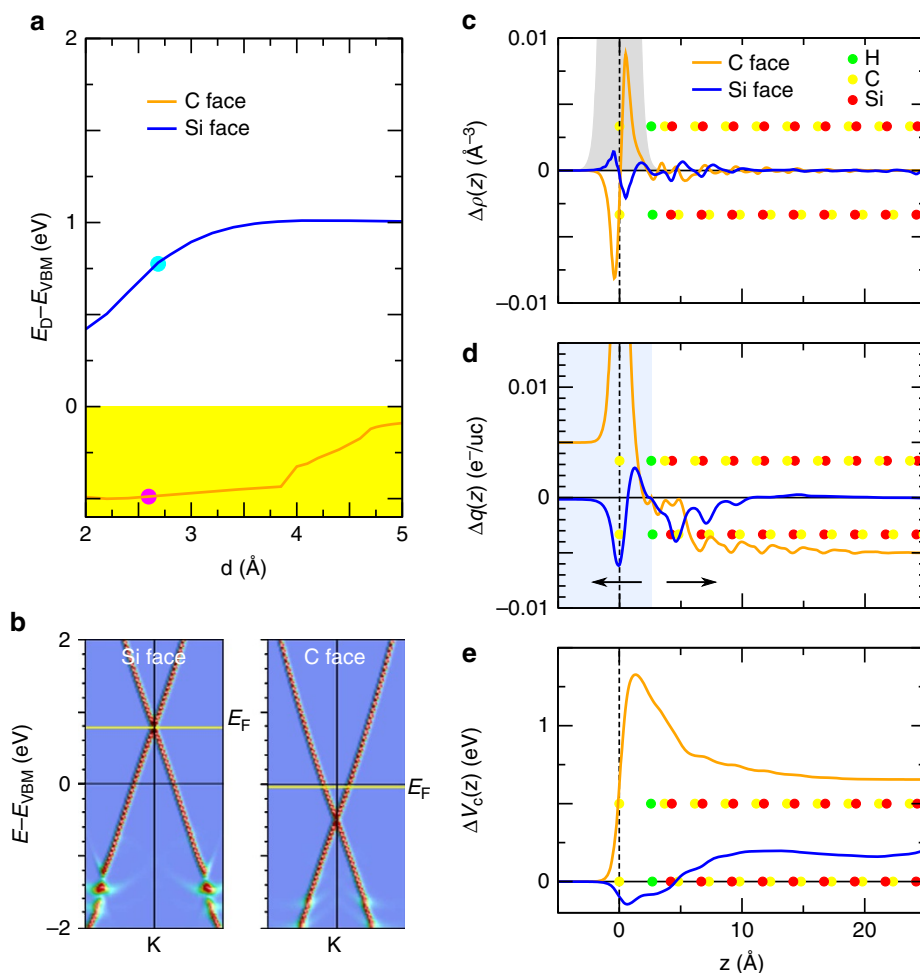 a
2
C face
Si face
1
0
E_D–E_VBM (eV)
2 3 4 5
d (Å)
b
2
Si face
C face
E_F
E_F
0
–2
E–E_VBM (eV)
K K
c
0.01
C face
Si face
H
C
Si
0
–0.01
Δρ(z) (Å⁻³)
d
0.01
0
–0.01
Δq(z) (e⁻/uc)
e
1
0
ΔV_c(z) (eV)
0 10 20
z (Å)